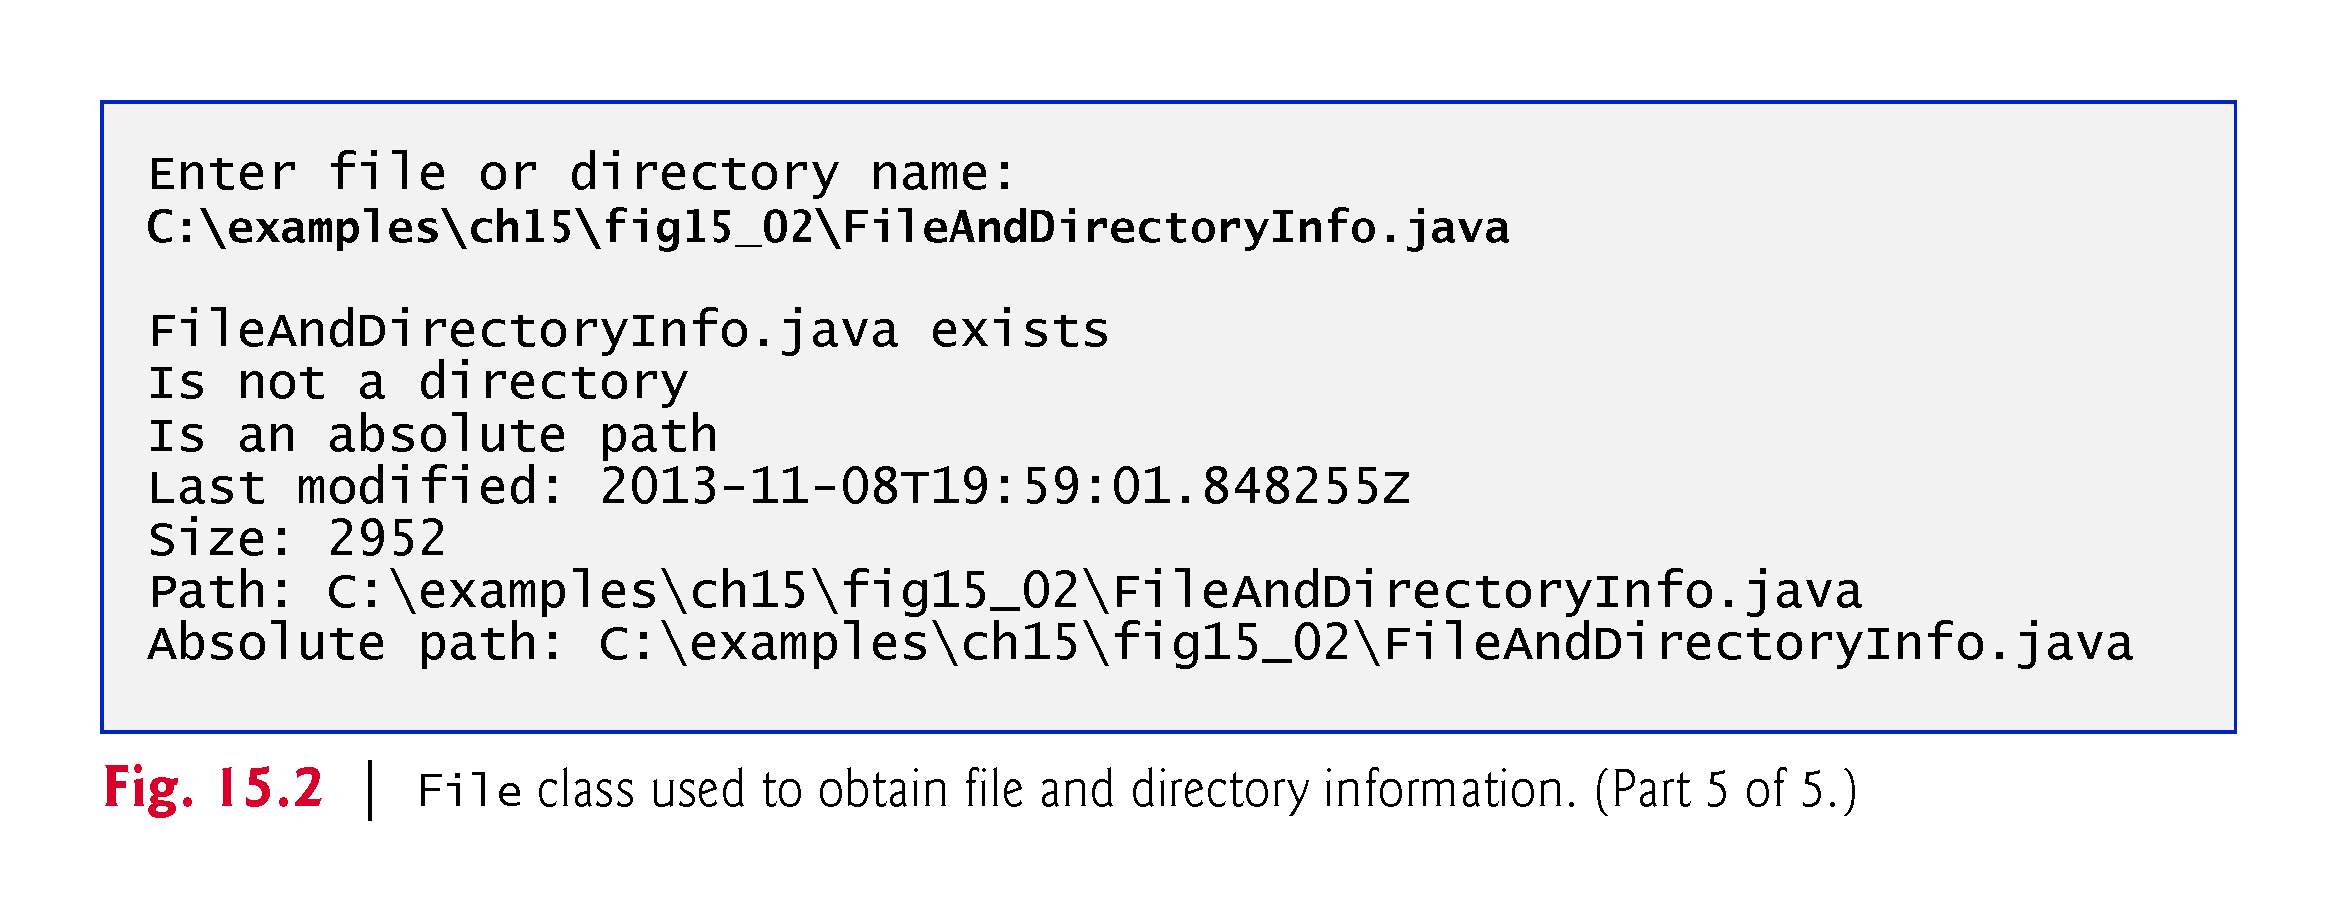 Enter file or directory name:
C:\examples\ch15\fig15_02\FileAndDirectoryInfo.java
FileAndDirectoryInfo.java exists
Is not a directory
Is an absolute path
Last modified: 2013-11-08T19:59:01.848255Z
Size: 2952
Path: C:\examples\ch15\fig15_02\FileAndDirectoryInfo.java
Absolute path: C:\examples\ch15\fig15_02\FileAndDirectoryInfo.java
Fig. 15.2 | File class used to obtain file and directory information. (Part 5 of 5.)